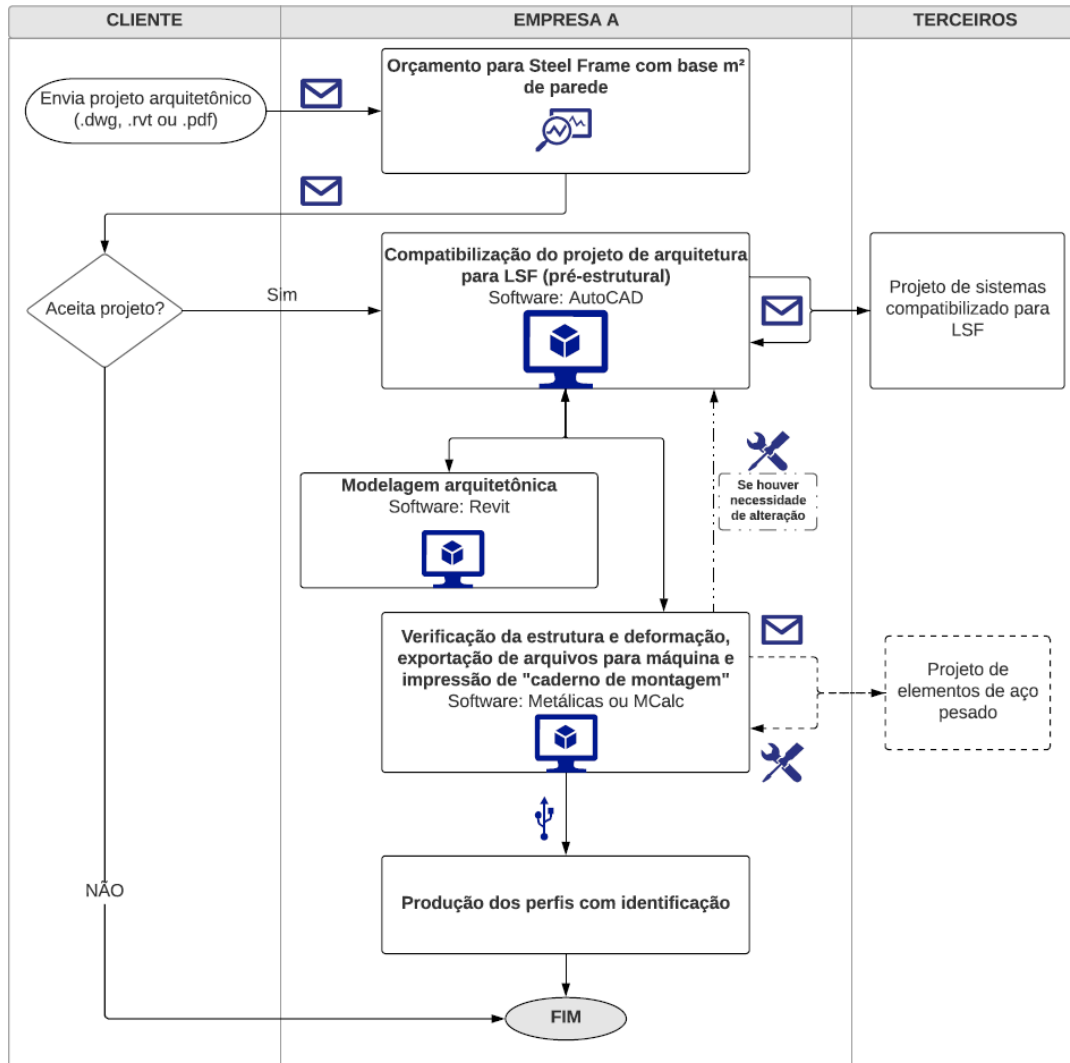 CLIENTE
EMPRESA A
TERCEIROS
Orçamento para Steel Frame com base m²
de parede
Envia projeto arquitetônico
(.dwg, .rvt ou .pdf)
Compatibilização do projeto de arquitetura
para LSF (pré-estrutural)
Software: AutoCAD
Aceita projeto?
Sim
Projeto de sistemas
compatibilizado para
LSF
Modelagem arquitetônica
Software: Revit
Se houver
necessidade
de alteração
Verificação da estrutura e deformação,
exportação de arquivos para máquina e
impressão de "caderno de montagem"
Software: Metálicas ou MCalc
Projeto de
elementos de aço
pesado
NÃO
Produção dos perfis com identificação
FIM